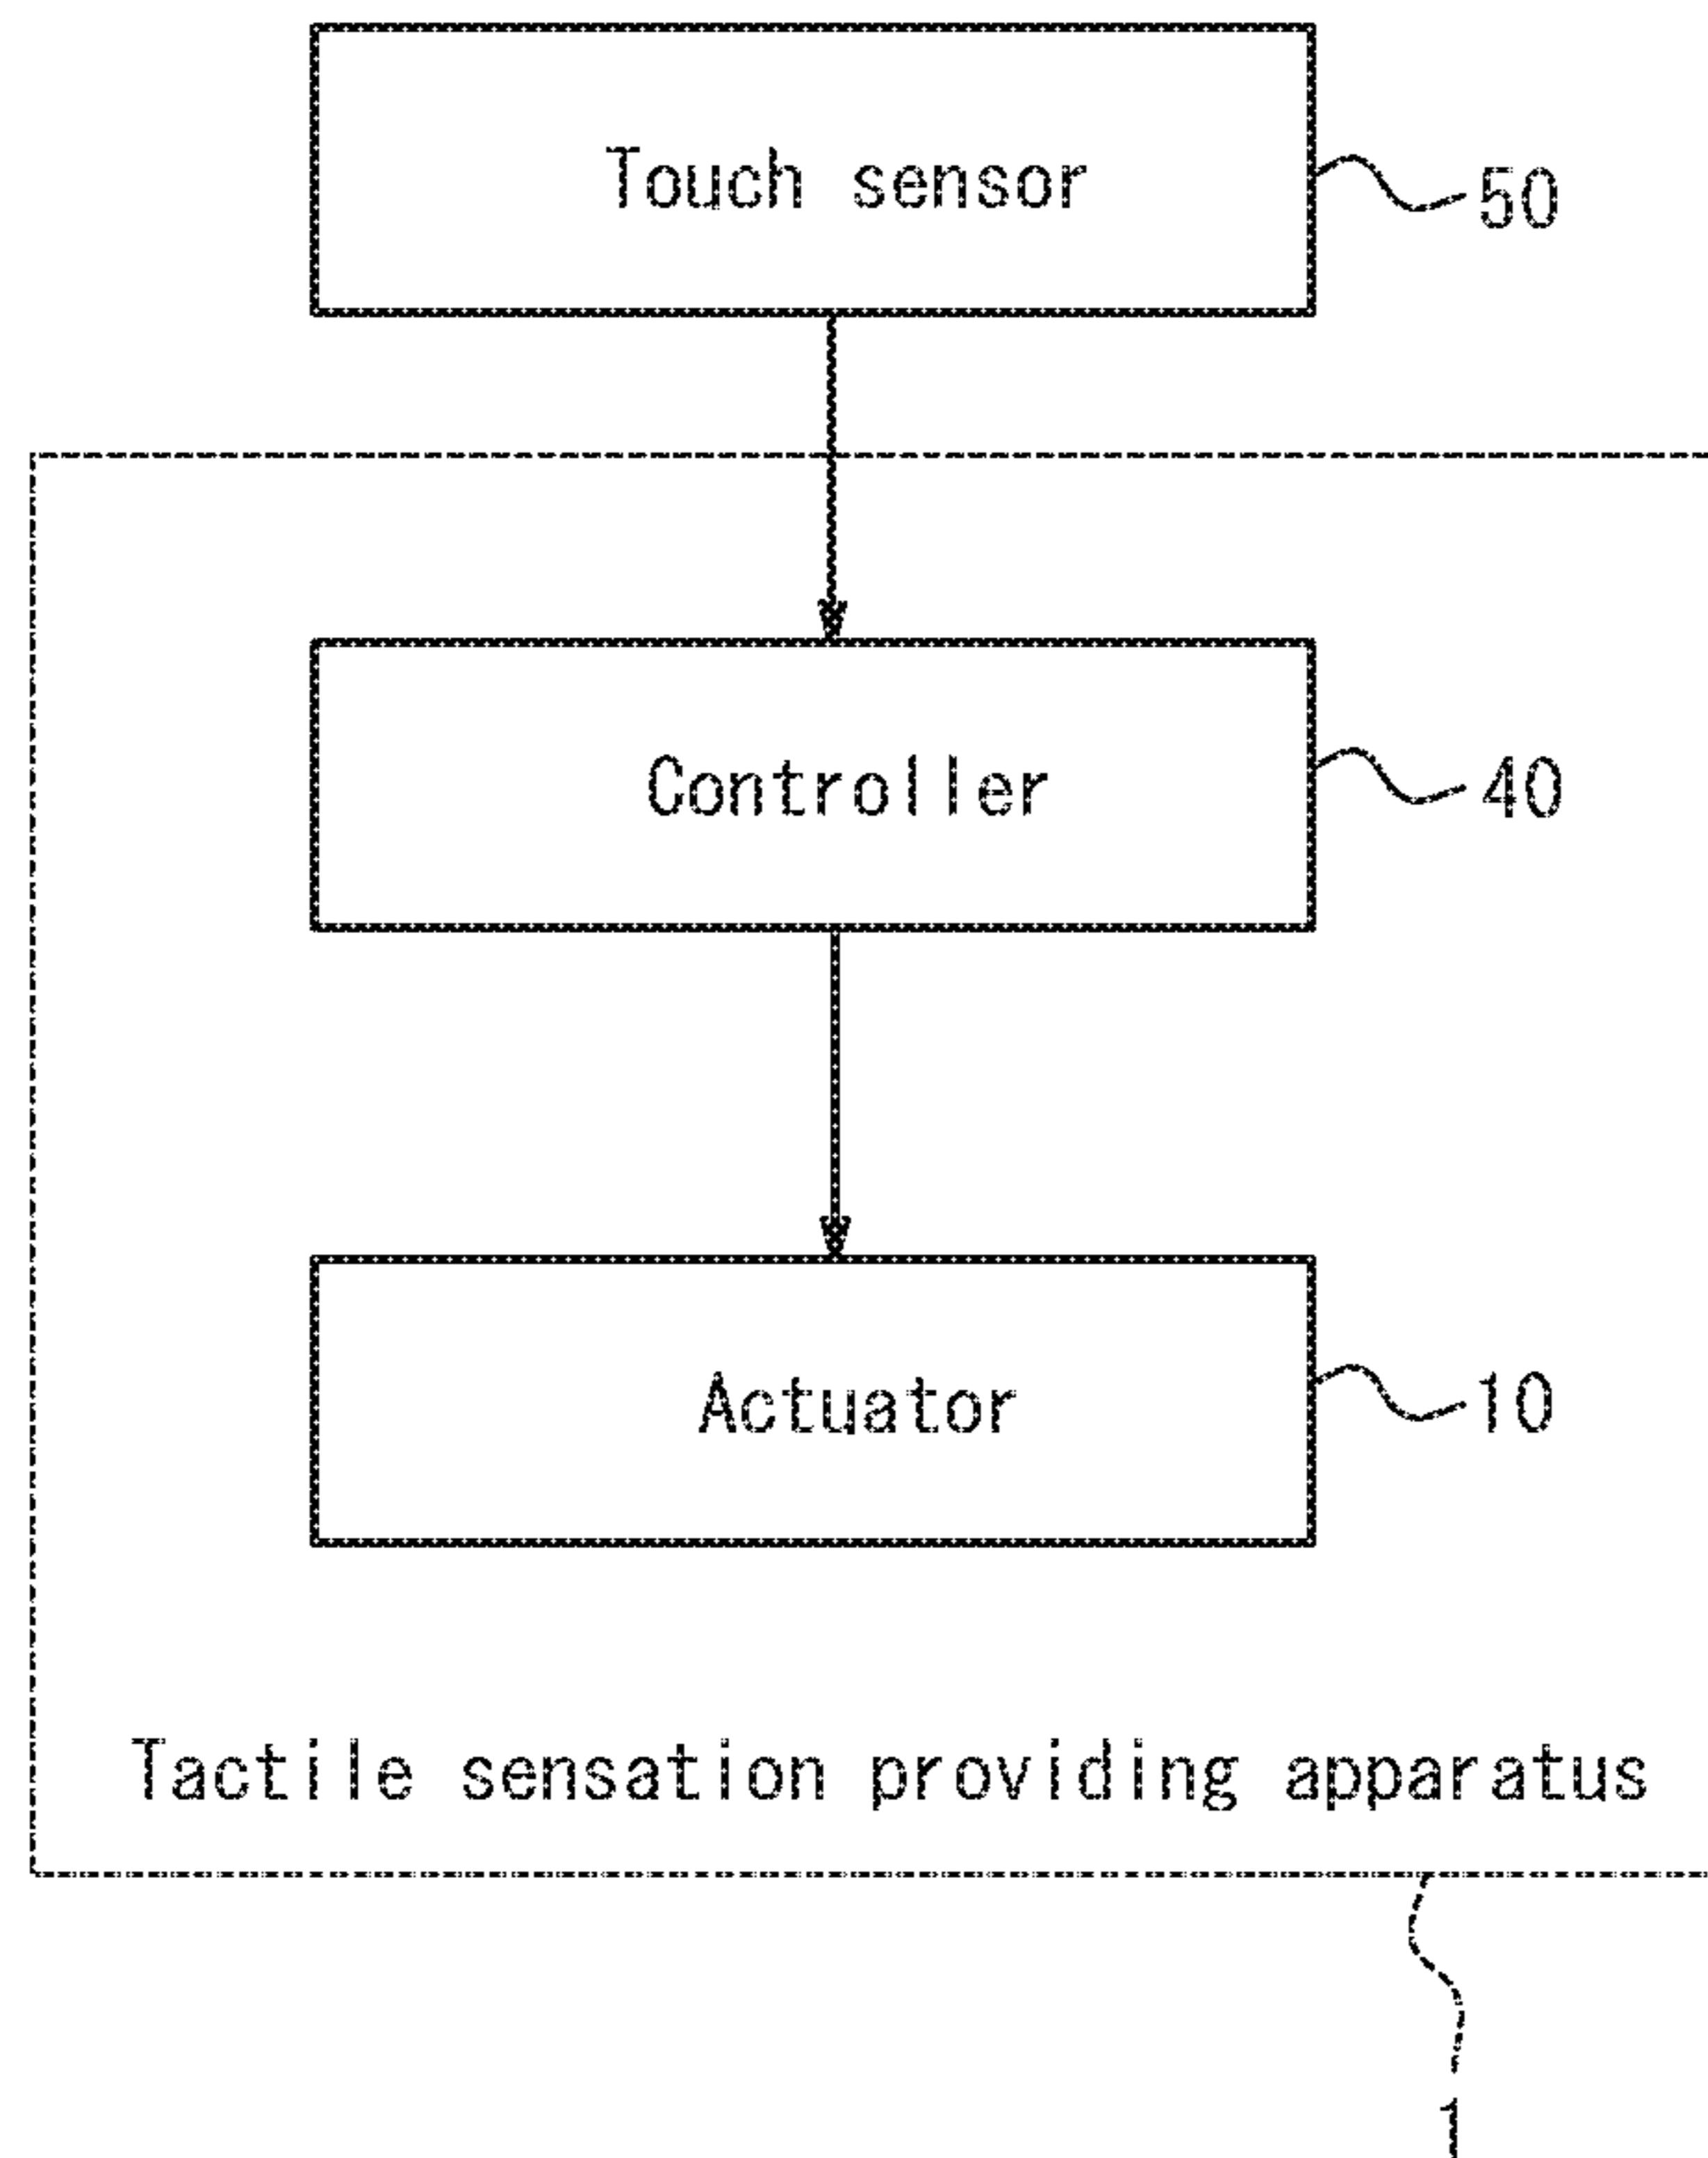 Touch sensor
50
Controller
40
Actuator
10
Tactile sensation providing apparatus
1